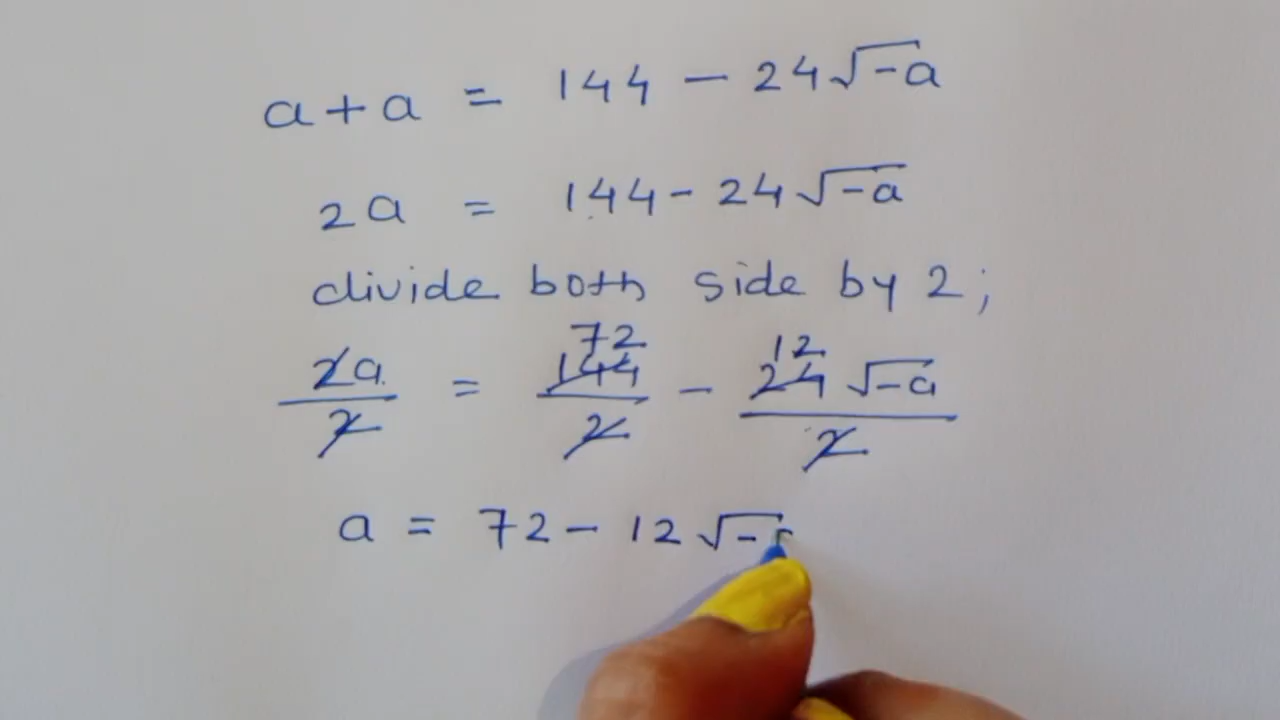 a + a = 144 - 24√-a
2a = 144 - 24√-a
divide both side by 2;
72 12
2a/2 = 144/2 - 24√-a/2
a = 72 - 12√-